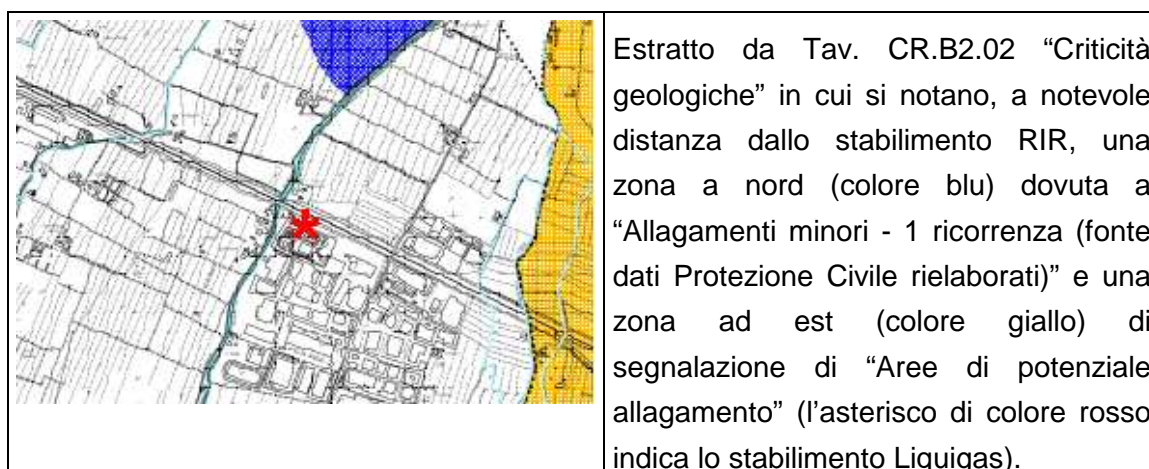 Estratto da Tav. CR.B2.02 “Criticità
geologiche” in cui si notano, a notevole
distanza dallo stabilimento RIR, una
zona a nord (colore blu) dovuta a
“Allagamenti minori - 1 ricorrenza (fonte
dati Protezione Civile rielaborati)” e una
zona ad est (colore giallo) di
segnalazione di “Aree di potenziale
allagamento” (l’asterisco di colore rosso
indica lo stabilimento Liquigas).